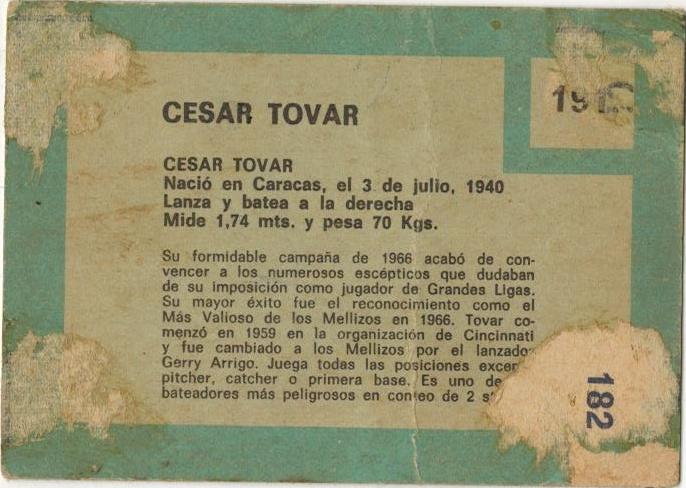 CESAR TOVAR
CESAR TOVAR
Nació en Caracas, el 3 de julio, 1940
Lanza y batea a la derecha
Mide 1,74 mts. y pesa 70 Kgs.
Su formidable campaña de 1966 acabó de con-
vencer a los numerosos escépticos que dudaban
de su imposición como jugador de Grandes Ligas.
Su mayor éxito fue el reconocimiento como el
Más Valioso de los Mellizos en 1966. Tovar co-
menzó en 1959 en la organización de Cincinnati
y fue cambiado a los Mellizos por el lanzador
Gerry Arrigo. Juega todas las posiciones excep
pitcher, catcher o primera base. Es uno de
bateadores más peligrosos en conteo de 2
182